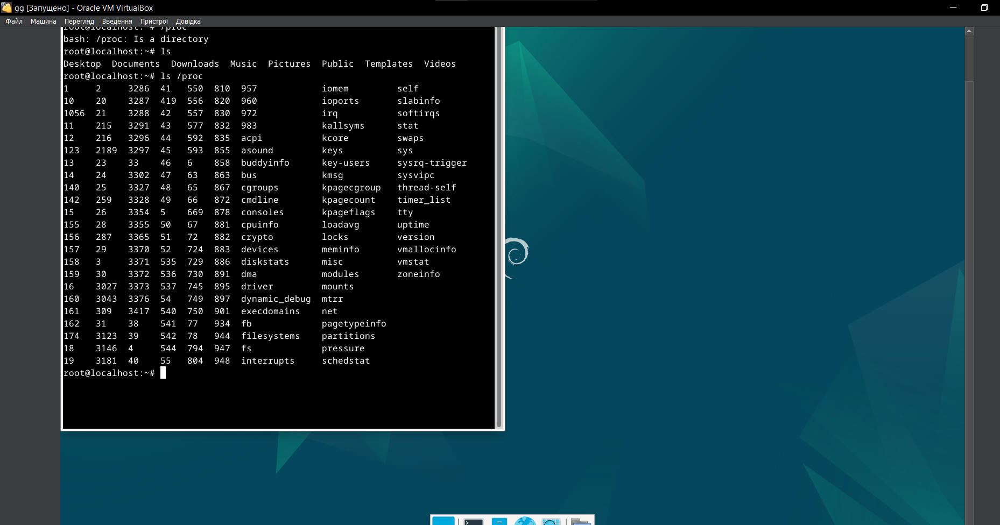 gg [Запущено] - Oracle VM VirtualBox
Файл Машина Перегляд Введення Пристрої Довідка
root@localhost:~# /proc
bash: /proc: Is a directory
root@localhost:~# ls
Desktop Documents Downloads Music Pictures Public Templates Videos
root@localhost:~# ls /proc
1 2 3286 41 550 810 957 iomem self
10 20 3287 419 556 820 960 ioports slabinfo
1056 21 3288 42 557 830 972 irq softirqs
11 215 3291 43 577 832 983 kallsyms stat
12 216 3296 44 592 835 acpi kcore swaps
123 2189 3297 45 593 855 asound keys sys
13 23 33 46 6 858 buddyinfo key-users sysrq-trigger
14 24 3302 47 63 863 bus kmsg sysvipc
140 25 3327 48 65 867 cgroups kpagecgroup thread-self
142 259 3328 49 66 872 cmdline kpagecount timer_list
15 26 3354 5 669 878 consoles kpageflags tty
155 28 3355 50 67 881 cpuinfo loadavg uptime
156 287 3365 51 72 882 crypto locks version
157 29 3370 52 724 883 devices meminfo vmallocinfo
158 3 3371 535 729 886 diskstats misc vmstat
159 30 3372 536 730 891 dma modules zoneinfo
16 3027 3373 537 745 895 driver mounts
160 3043 3376 54 749 897 dynamic_debug mtrr
161 309 3417 540 750 901 execdomains net
162 31 38 541 77 934 fb pagetypeinfo
174 3123 39 542 78 944 filesystems partitions
18 3146 4 544 794 947 fs pressure
19 3181 40 55 804 948 interrupts schedstat
root@localhost:~#